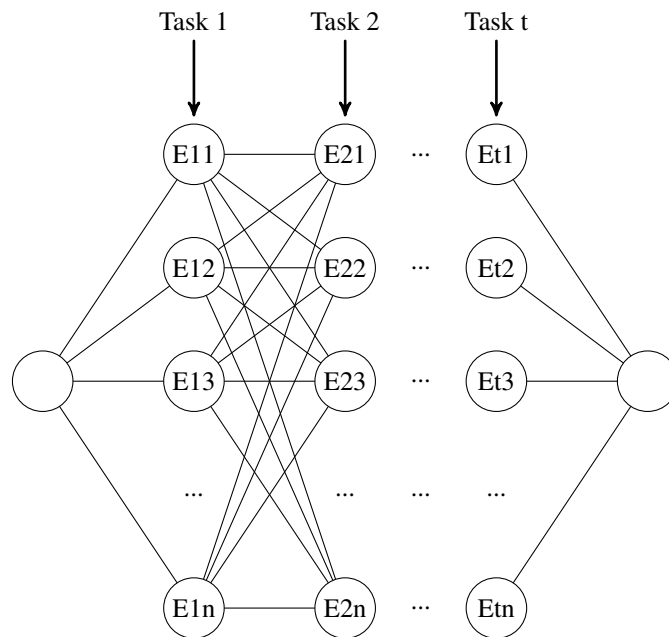 Task 1 Task 2 Task t
E11 E21 ... Et1
E12 E22 ... Et2
E13 E23 ... Et3
... ... ... ...
E1n E2n ... Etn